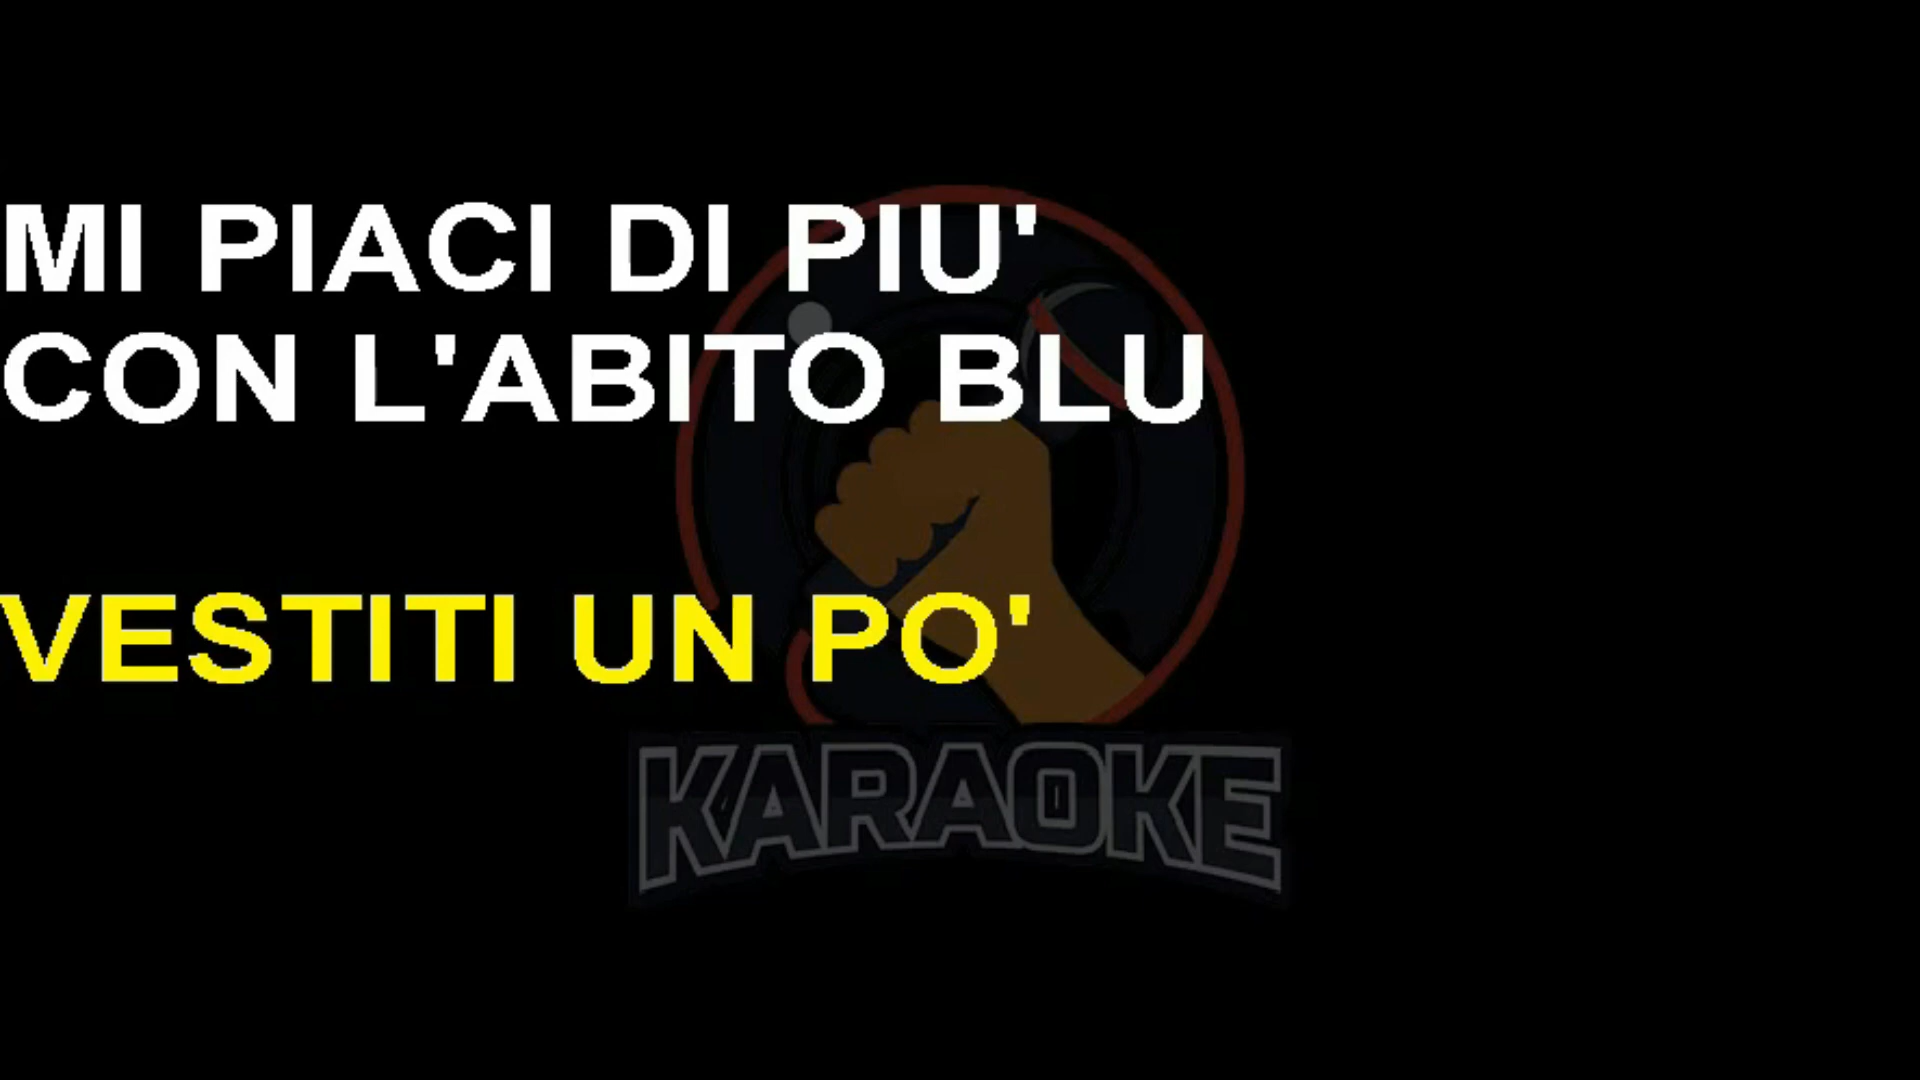 MI PIACI DI PIU'
CON L'ABITO BLU
VESTITI UN PO'
KARAOKE